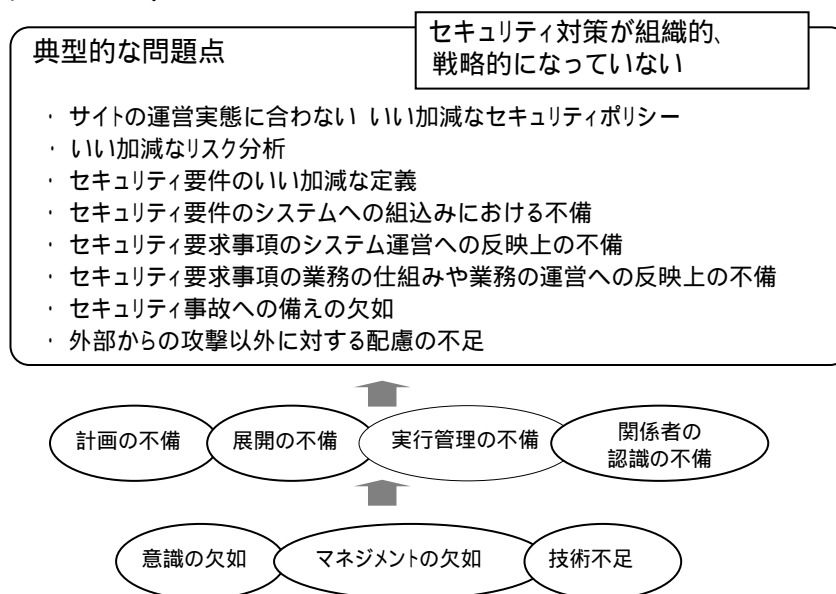 セキュリティ対策が組織的、
戦略的になっていない
典型的な問題点
・ サイトの運営実態に合わない いい加減なセキュリティポリシー
・ いい加減なリスク分析
・ セキュリティ要件のいい加減な定義
・ セキュリティ要件のシステムへの組込みにおける不備
・ セキュリティ要求事項のシステム運営への反映上の不備
・ セキュリティ要求事項の業務の仕組みや業務の運営への反映上の不備
・ セキュリティ事故への備えの欠如
・ 外部からの攻撃以外に対する配慮の不足
計画の不備
展開の不備
実行管理の不備
関係者の
認識の不備
意識の欠如
マネジメントの欠如
技術不足